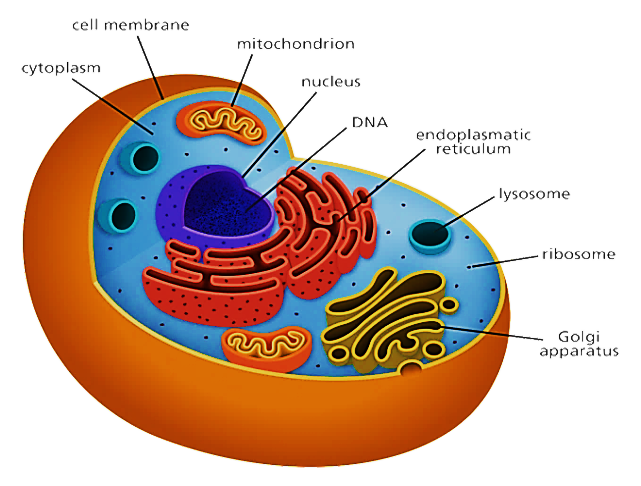 cell membrane
mitochondrion
cytoplasm
nucleus
DNA
endoplasmatic
reticulum
lysosome
ribosome
Golgi
apparatus